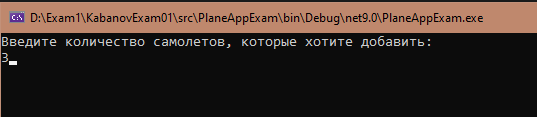 D:\Exam1\KabanovExam01\src\PlaneAppExam\bin\Debug\net9.0\PlaneAppExam.exe
Введите количество самолетов, которые хотите добавить:
3